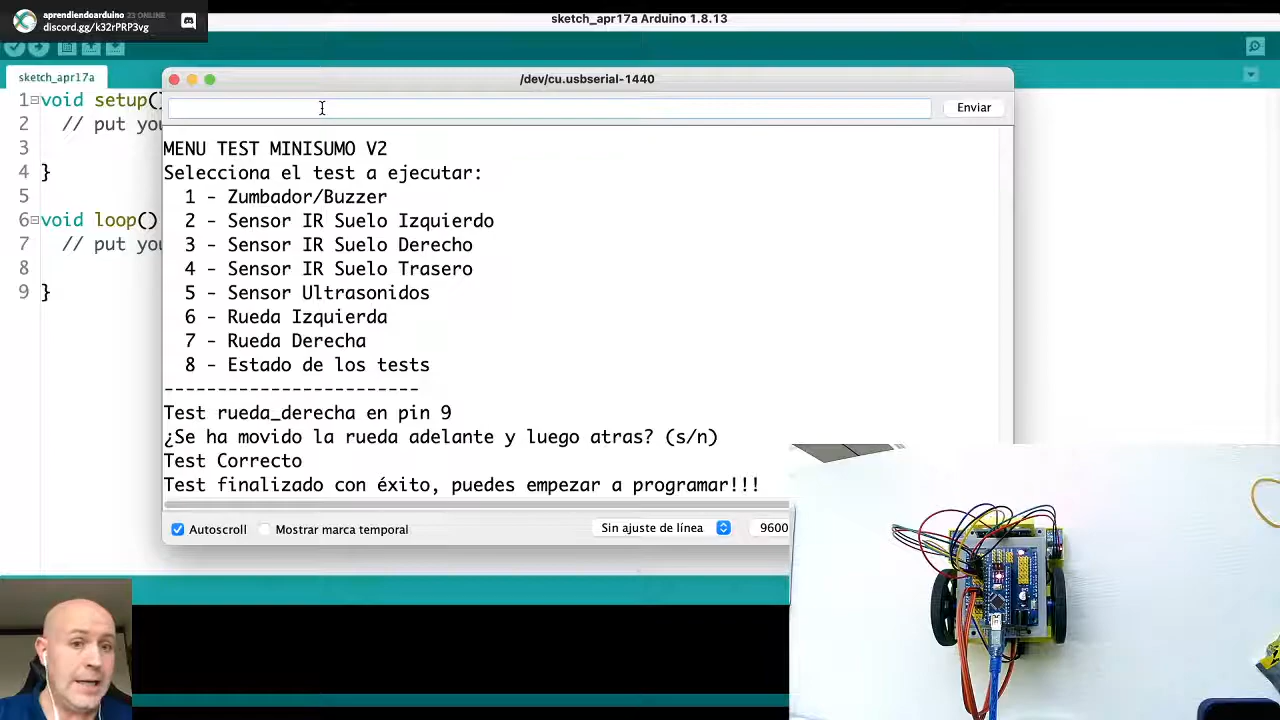 aprendiendoarduino 23 ONLINE
discord.gg/k32rPRP3vg
sketch_apr17a Arduino 1.8.13
sketch_apr17a
/dev/cu.usbserial-1440
Enviar
1 void setup()
2 // put you
3
4 }
5
6 void loop()
7 // put you
8
9 }
MENU TEST MINISUMO V2
Selecciona el test a ejecutar:
1 - Zumbador/Buzzer
2 - Sensor IR Suelo Izquierdo
3 - Sensor IR Suelo Derecho
4 - Sensor IR Suelo Trasero
5 - Sensor Ultrasonidos
6 - Rueda Izquierda
7 - Rueda Derecha
8 - Estado de los tests
------------------------
Test rueda_derecha en pin 9
¿Se ha movido la rueda adelante y luego atras? (s/n)
Test Correcto
Test finalizado con éxito, puedes empezar a programar!!!
Autoscroll Mostrar marca temporal Sin ajuste de línea 9600